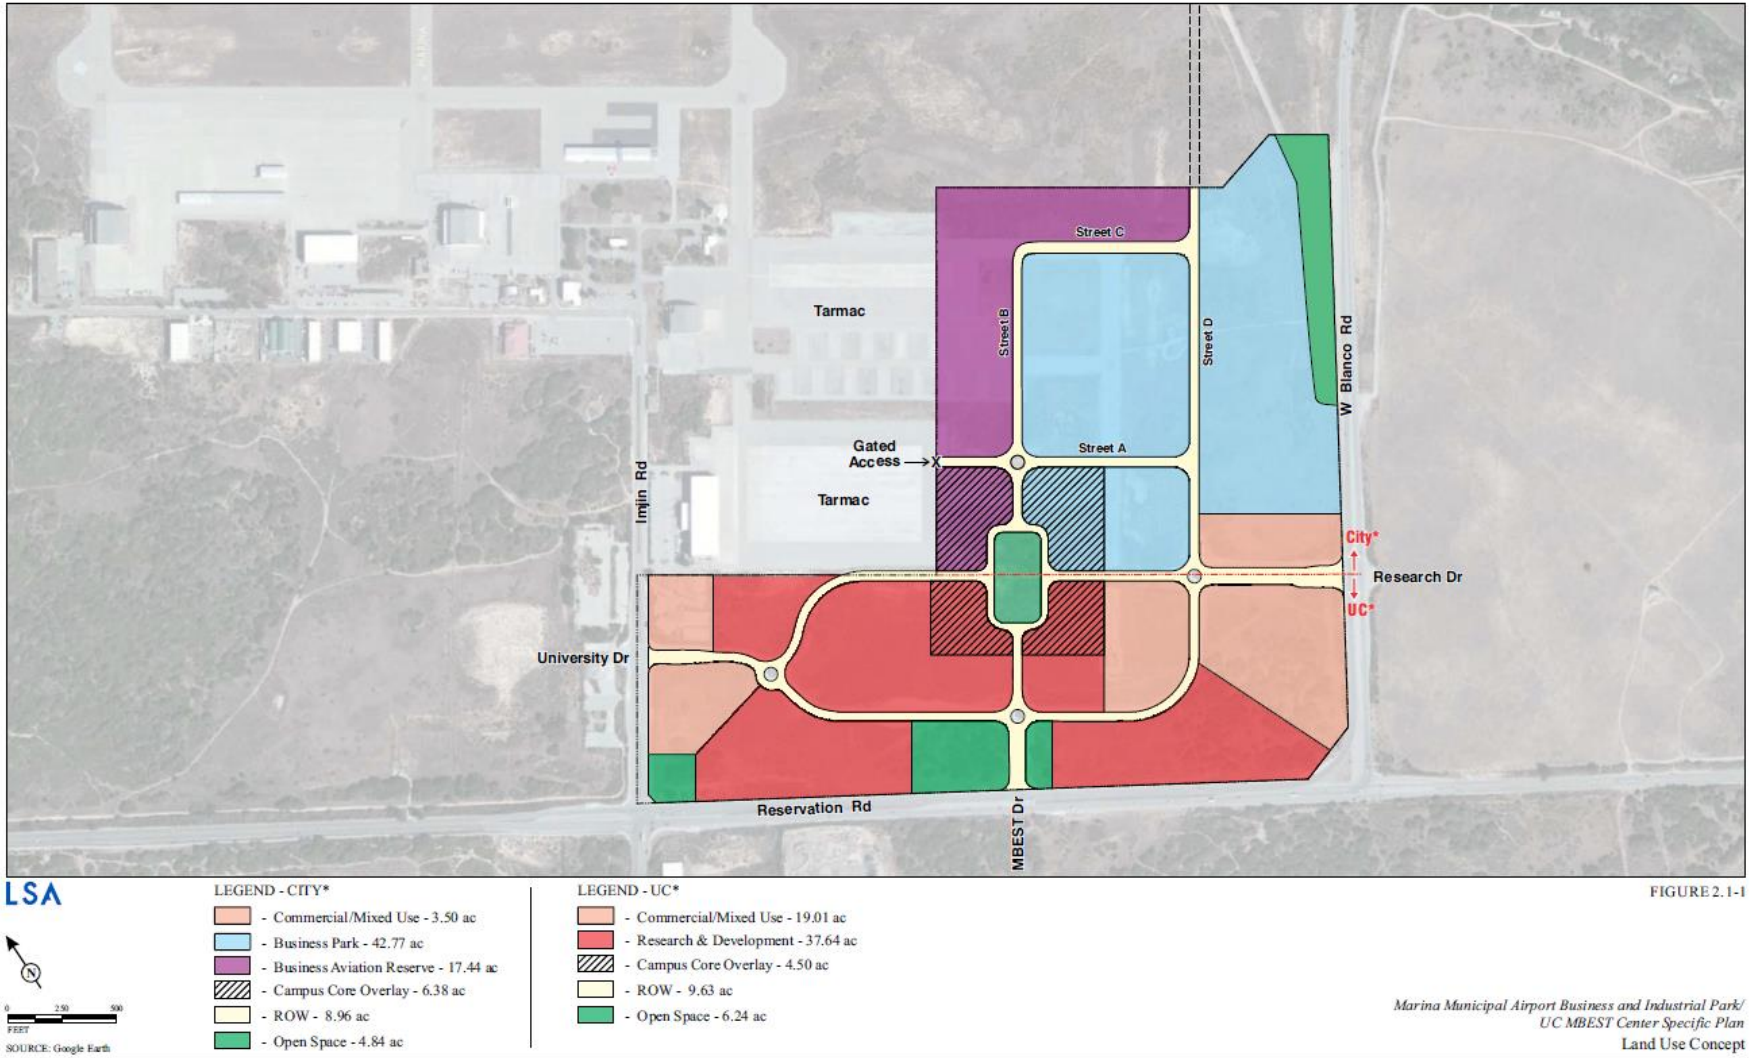 Street C
Street B
Street D
Tarmac
W Blanco Rd
Gated
Access
X
Street A
Imjin Rd
Tarmac
City*
Research Dr
UC*
University Dr
Reservation Rd
MBEST Dr
LSA
N
0 250 500
FEET
SOURCE: Google Earth
LEGEND - CITY*
- Commercial/Mixed Use - 3.50 ac
- Business Park - 42.77 ac
- Business Aviation Reserve - 17.44 ac
- Campus Core Overlay - 6.38 ac
- ROW - 8.96 ac
- Open Space - 4.84 ac
LEGEND - UC*
- Commercial/Mixed Use - 19.01 ac
- Research & Development - 37.64 ac
- Campus Core Overlay - 4.50 ac
- ROW - 9.63 ac
- Open Space - 6.24 ac
FIGURE 2.1-1
Marina Municipal Airport Business and Industrial Park/
UC MBEST Center Specific Plan
Land Use Concept